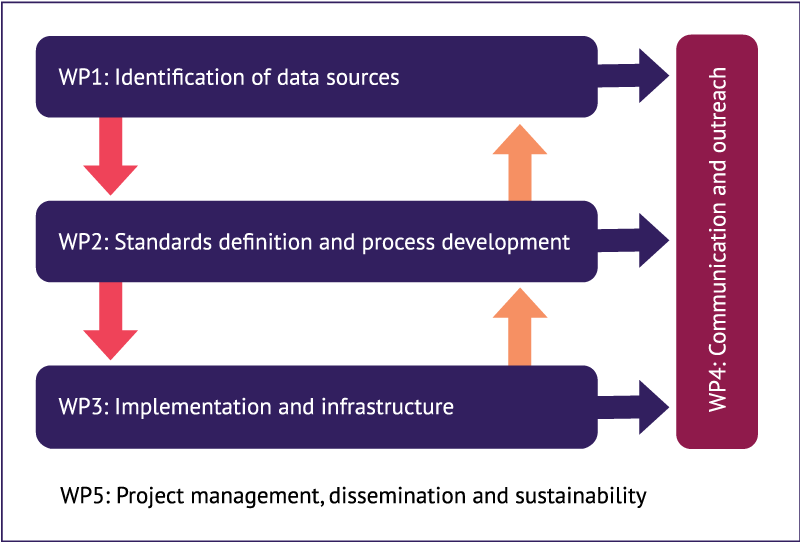 WP1: Identification of data sources
WP2: Standards definition and process development
WP3: Implementation and infrastructure
WP4: Communication and outreach
WP5: Project management, dissemination and sustainability